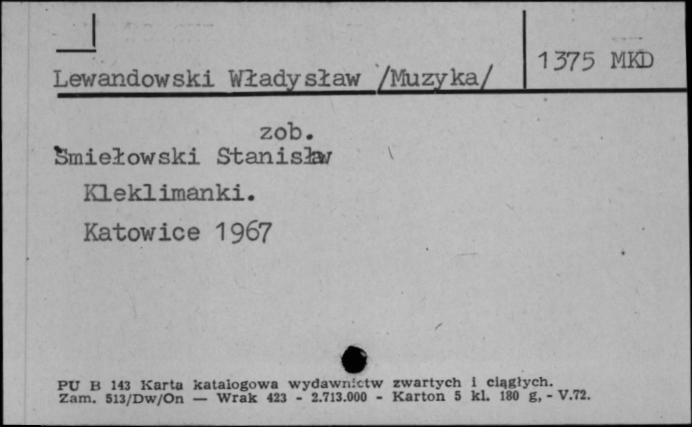 1375 MKD
Lewandowski Władysław /Muzyka/
zob.
Śmiełowski Stanisław
Kleklimanki.
Katowice 1967
PU B 143 Karta katalogowa wydawnictw zwartych i ciągłych.
Zam. 513/Dw/On — Wrak 423 - 2.713.000 - Karton 5 kl. 180 g, - V.72.